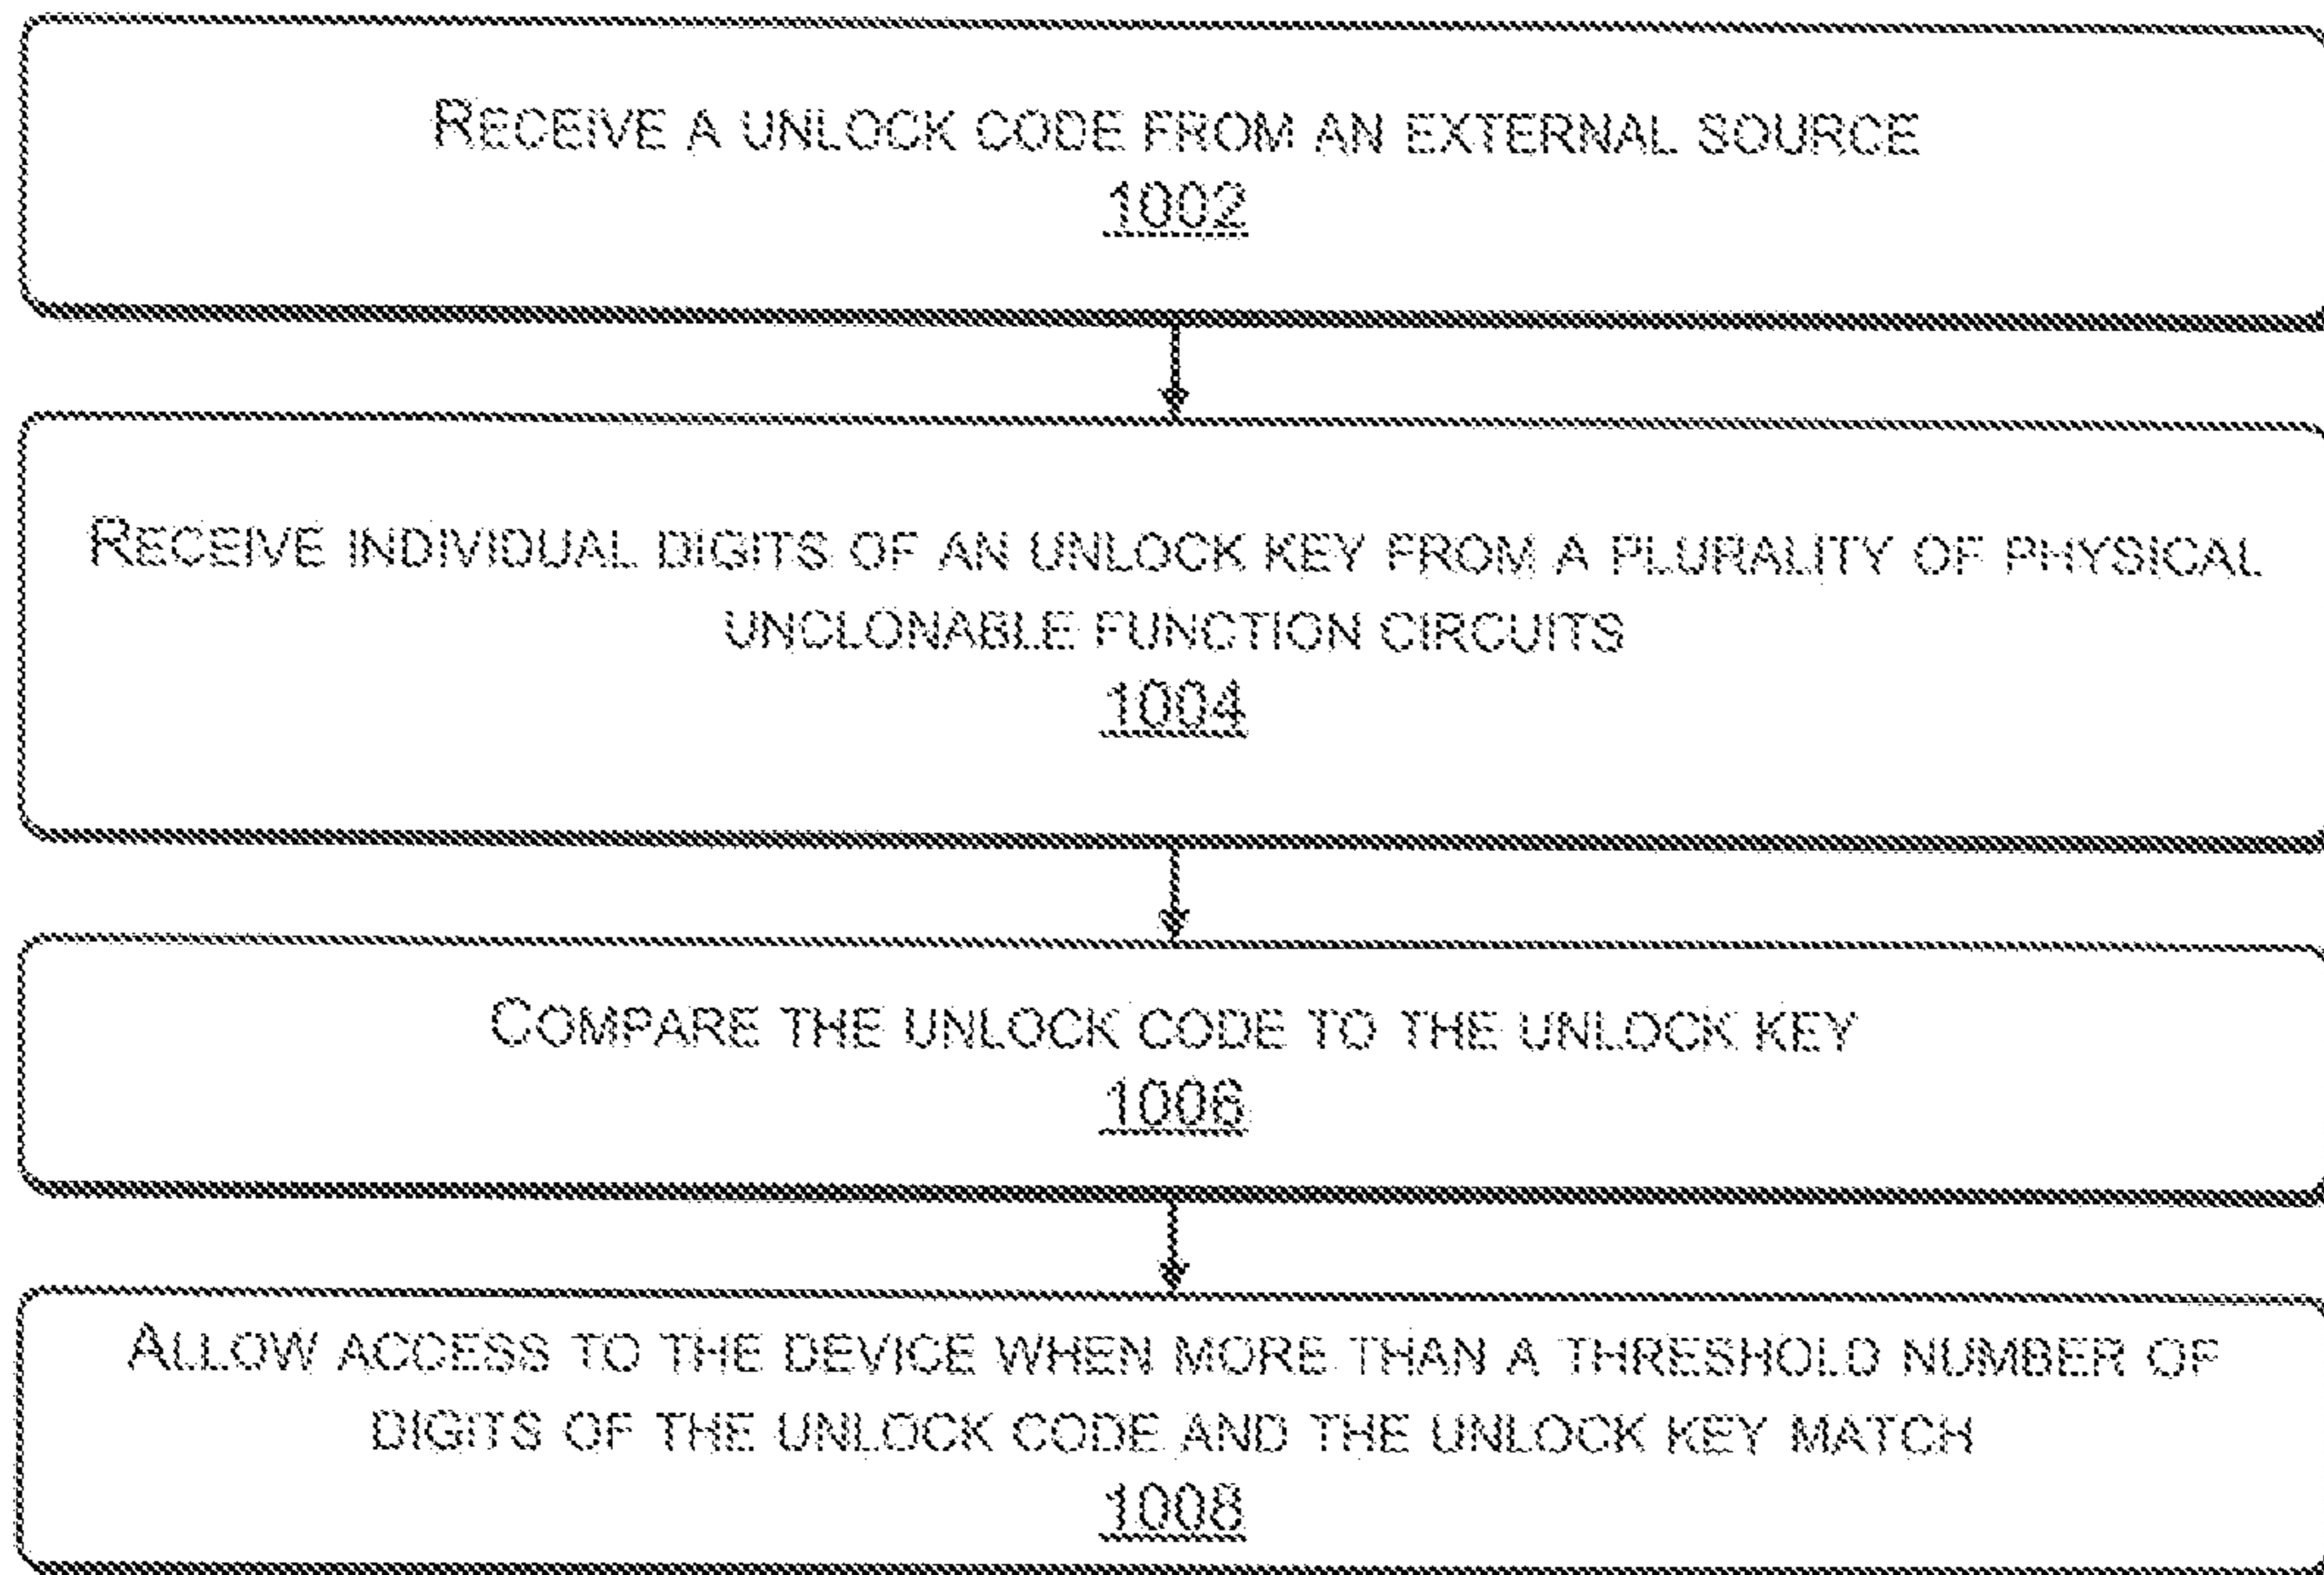 RECEIVE A UNLOCK CODE FROM AN EXTERNAL SOURCE
1002
RECEIVE INDIVIDUAL DIGITS OF AN UNLOCK KEY FROM A PLURALITY OF PHYSICAL
UNCLONABLE FUNCTION CIRCUITS
1004
COMPARE THE UNLOCK CODE TO THE UNLOCK KEY
1006
ALLOW ACCESS TO THE DEVICE WHEN MORE THAN A THRESHOLD NUMBER OF
DIGITS OF THE UNLOCK CODE AND THE UNLOCK KEY MATCH
1008